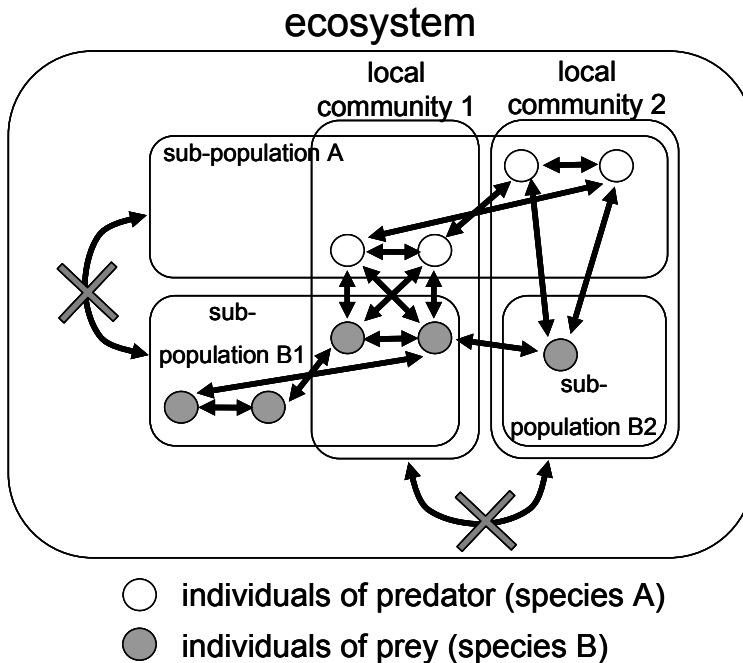 ecosystem
local
community 1
local
community 2
sub-population A
sub-
population B1
sub-
population B2
individuals of predator (species A)
individuals of prey (species B)